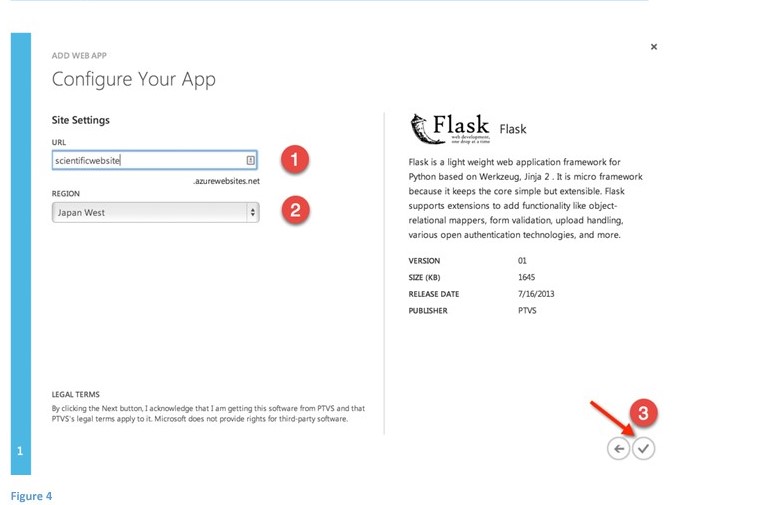 ADD WEB APP
Configure Your App
Site Settings
URL
scientificwebsite
1
.azurewebsites.net
REGION
Japan West
2
LEGAL TERMS
By clicking the Next button, I acknowledge that I am getting this software from PTVS and that
PTVS's legal terms apply to it. Microsoft does not provide rights for third-party software.
1
Flask
web development,
one drop at a time
Flask
Flask is a light weight web application framework for
Python based on Werkzeug, Jinja 2 . It is micro framework
because it keeps the core simple but extensible. Flask
supports extensions to add functionality like object-
relational mappers, form validation, upload handling,
various open authentication technologies, and more.
VERSION 01
SIZE (KB) 1645
RELEASE DATE 7/16/2013
PUBLISHER PTVS
3
Figure 4